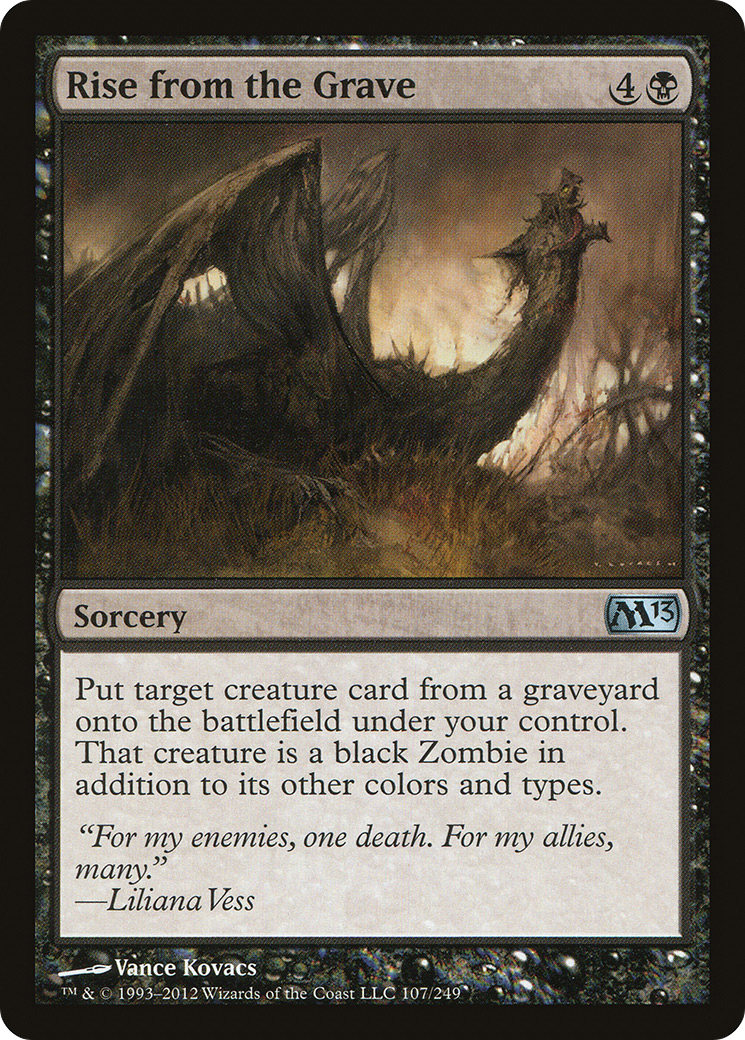 Rise from the Grave 4
V. KOVACS
Sorcery M13
Put target creature card from a graveyard
onto the battlefield under your control.
That creature is a black Zombie in
addition to its other colors and types.
“For my enemies, one death. For my allies,
many.”
—Liliana Vess
Vance Kovacs
™ & © 1993–2012 Wizards of the Coast LLC 107/249